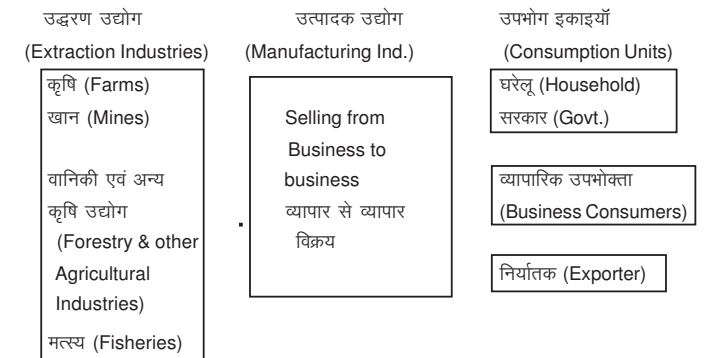 उद्धरण उद्योग
(Extraction Industries)
कृषि (Farms)
खान (Mines)
वानिकी एवं अन्य
कृषि उद्योग
(Forestry & other
Agricultural
Industries)
मत्स्य (Fisheries)
उत्पादक उद्योग
(Manufacturing Ind.)
Selling from
Business to
business
व्यापार से व्यापार
विक्रय
उपभोग इकाइयॉ
(Consumption Units)
घरेलू (Household)
सरकार (Govt.)
व्यापारिक उपभोक्ता
(Business Consumers)
निर्यातक (Exporter)